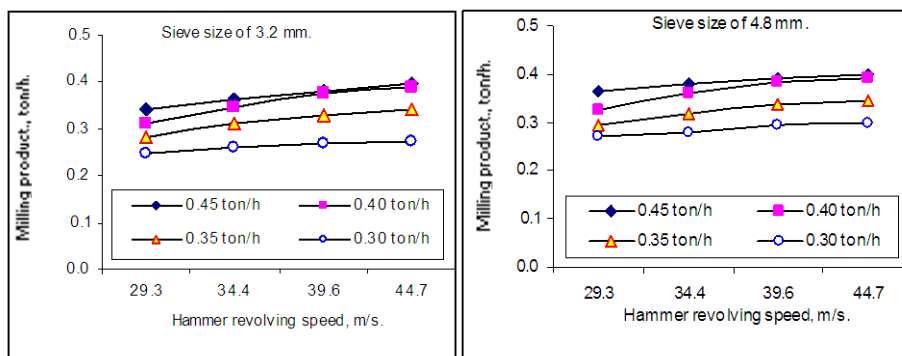 Sieve size of 3.2 mm.
Milling product., ton/h.
0.5
0.4
0.3
0.2
0.1
0.0
0.45 ton/h
0.40 ton/h
0.35 ton/h
0.30 ton/h
29.3 34.4 39.6 44.7
Hammer revolving speed, m/s.
Sieve size of 4.8 mm.
Milling product., ton/h.
0.5
0.4
0.3
0.2
0.1
0.0
0.45 ton/h
0.40 ton/h
0.35 ton/h
0.30 ton/h
29.3 34.4 39.6 44.7
Hammer revolving speed, m/s.